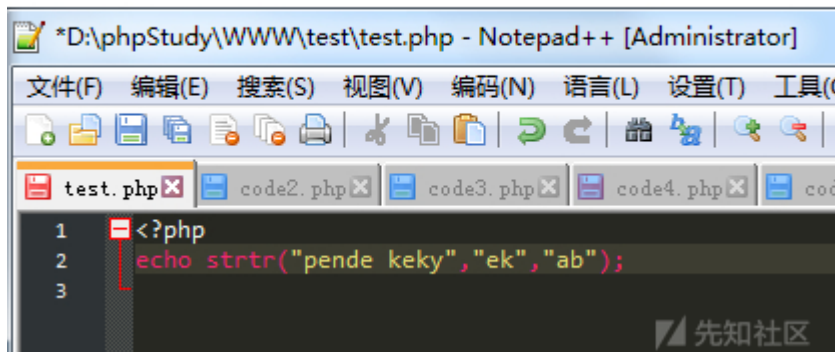 *D:\phpStudy\WWW\test\test.php - Notepad++ [Administrator]
文件(F) 编辑(E) 搜索(S) 视图(V) 编码(N) 语言(L) 设置(T) 工具(
test.php code2.php code3.php code4.php
1 <?php
2 echo strtr("pende keky","ek","ab");
3
先知社区